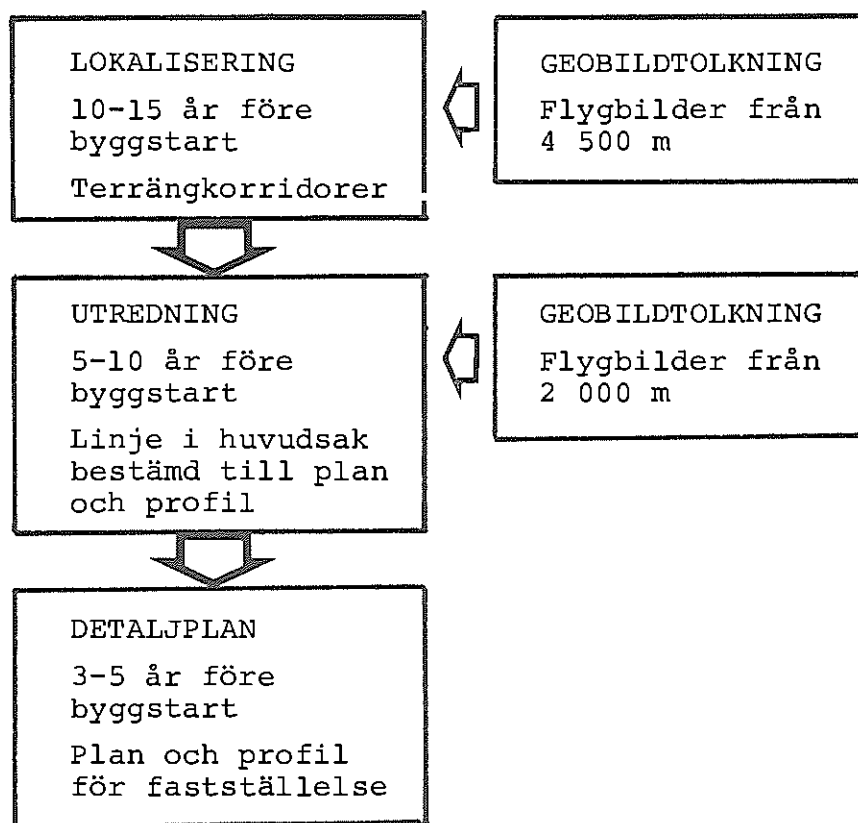 LOKALISERING
10-15 år före
byggstart
Terrängkorridorer
GEOBILDTOLKNING
Flygbilder från
4 500 m
UTREDNING
5-10 år före
byggstart
Linje i huvudsak
bestämd till plan
och profil
GEOBILDTOLKNING
Flygbilder från
2 000 m
DETALJPLAN
3-5 år före
byggstart
Plan och profil
för fastställelse